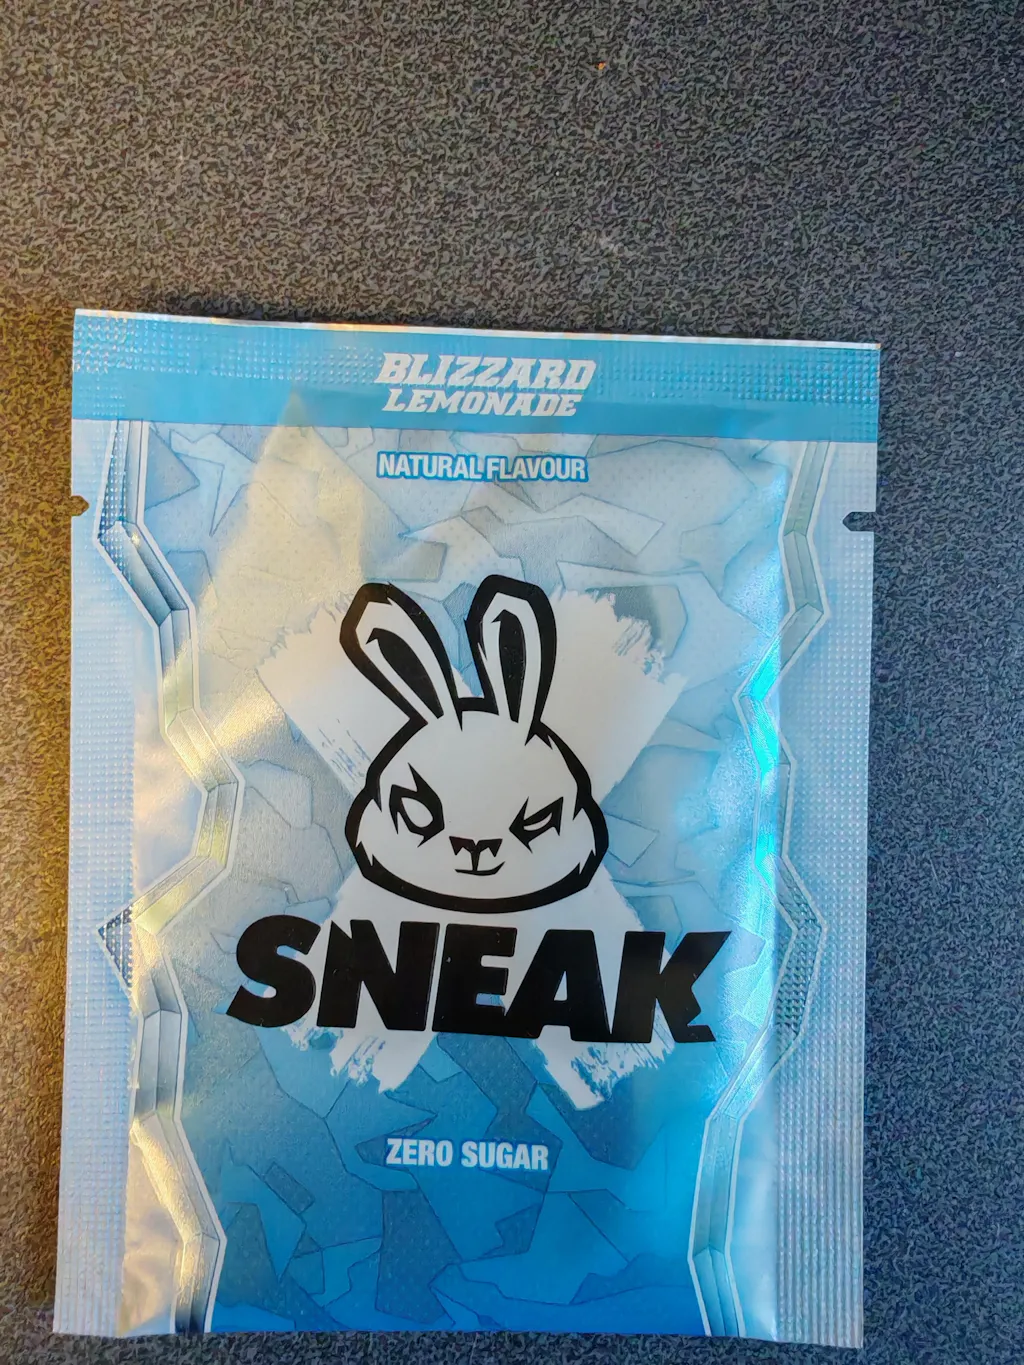 BLIZZARD
LEMONADE
NATURAL FLAVOUR
SNEAK
ZERO SUGAR